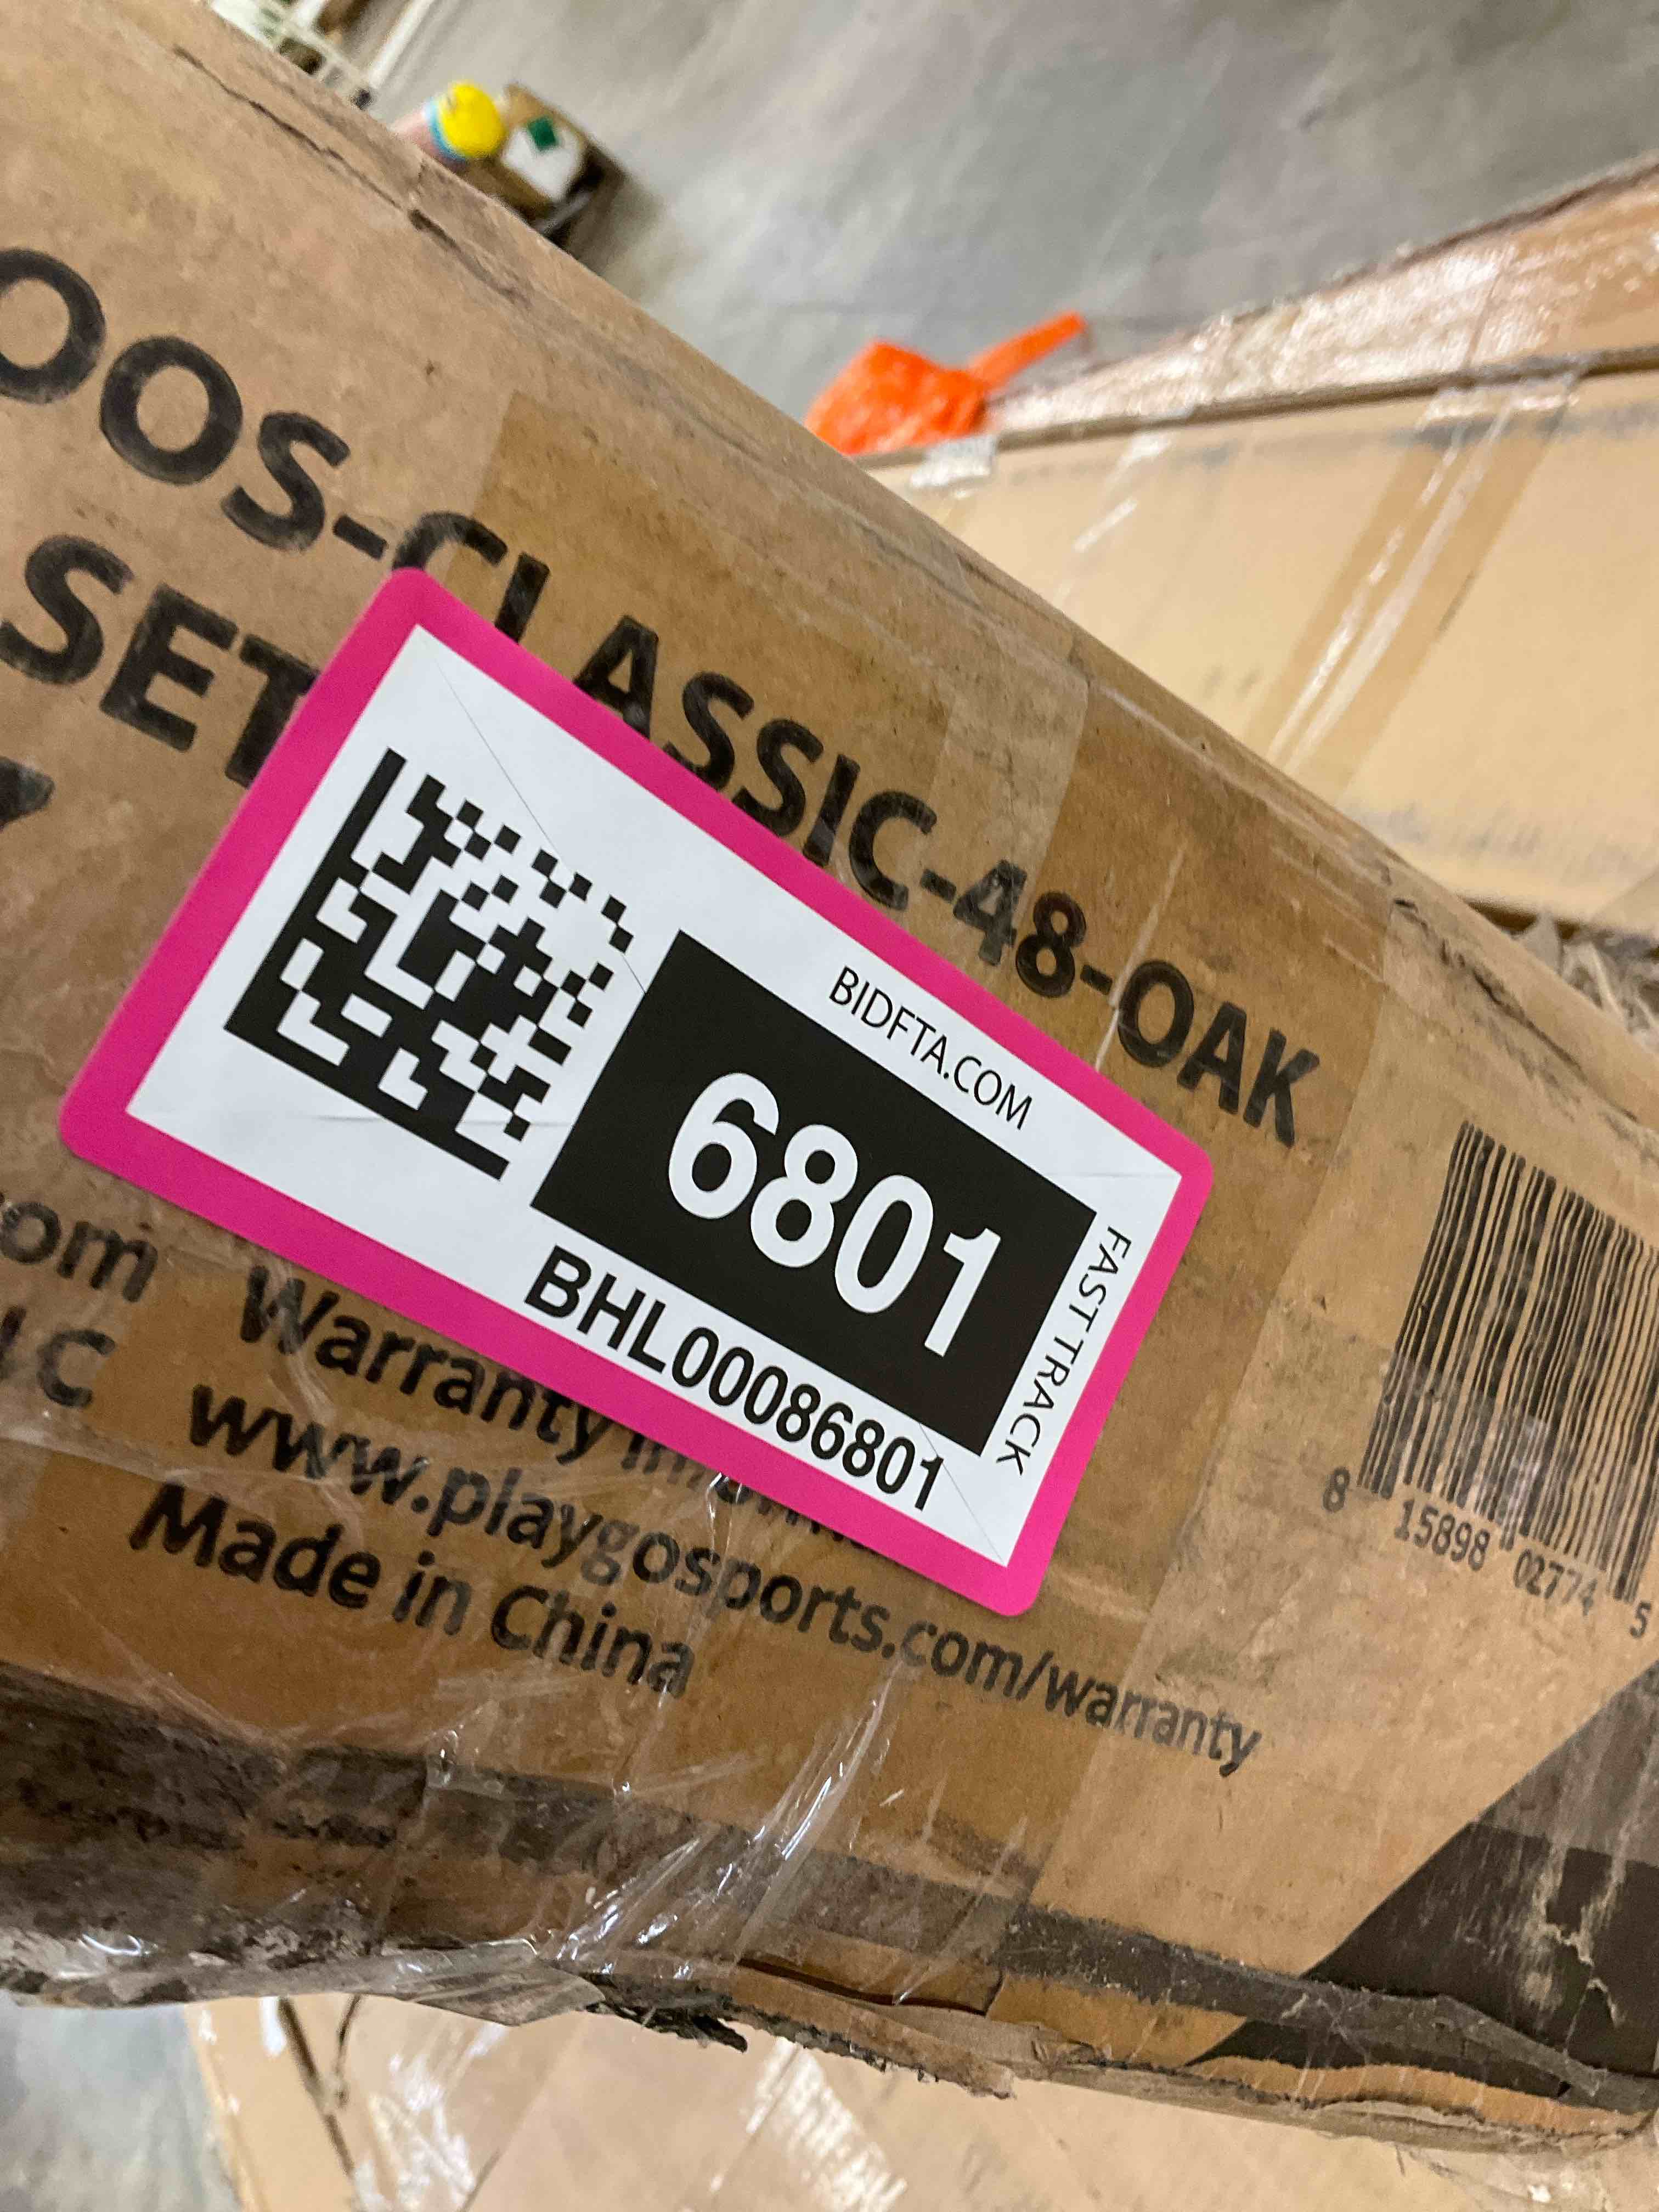 OOS-CLASSIC-48-OAK
SET
BIDFTA.COM
6801
FAST TRACK
BHL00086801
om
Warranty
www.playgosports.com/warranty
Made in China
8 15898 02774 5